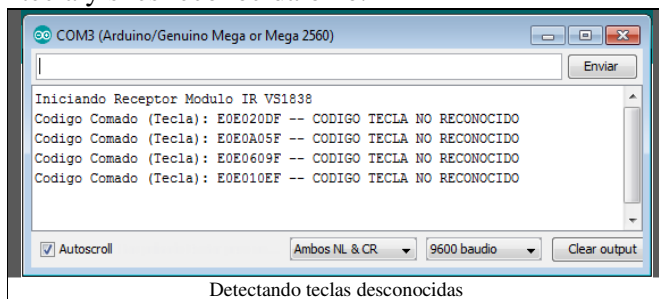 COM3 (Arduino/Genuino Mega or Mega 2560)
Enviar
Iniciando Receptor Modulo IR VS1838
Codigo Comado (Tecla): E0E020DF -- CODIGO TECLA NO RECONOCIDO
Codigo Comado (Tecla): E0E0A05F -- CODIGO TECLA NO RECONOCIDO
Codigo Comado (Tecla): E0E0609F -- CODIGO TECLA NO RECONOCIDO
Codigo Comado (Tecla): E0E010EF -- CODIGO TECLA NO RECONOCIDO
Autoscroll Ambos NL & CR 9600 baudio Clear output
Detectando teclas desconocidas